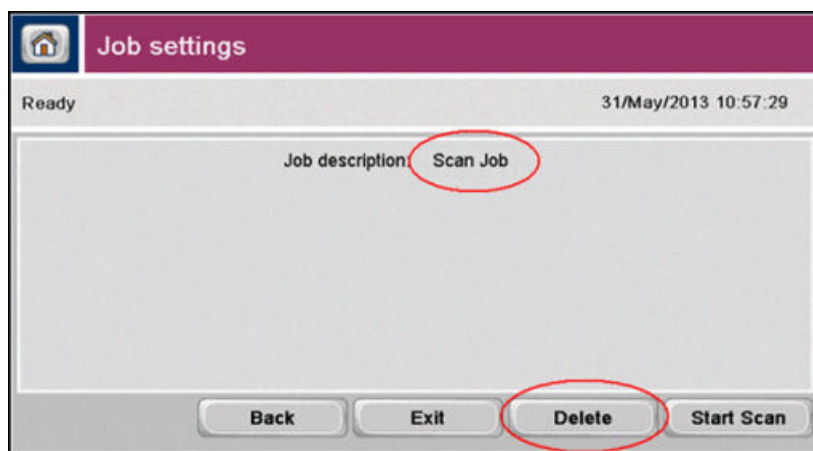 Job settings
Ready 31/May/2013 10:57:29
Job description: Scan Job
Back Exit Delete Start Scan